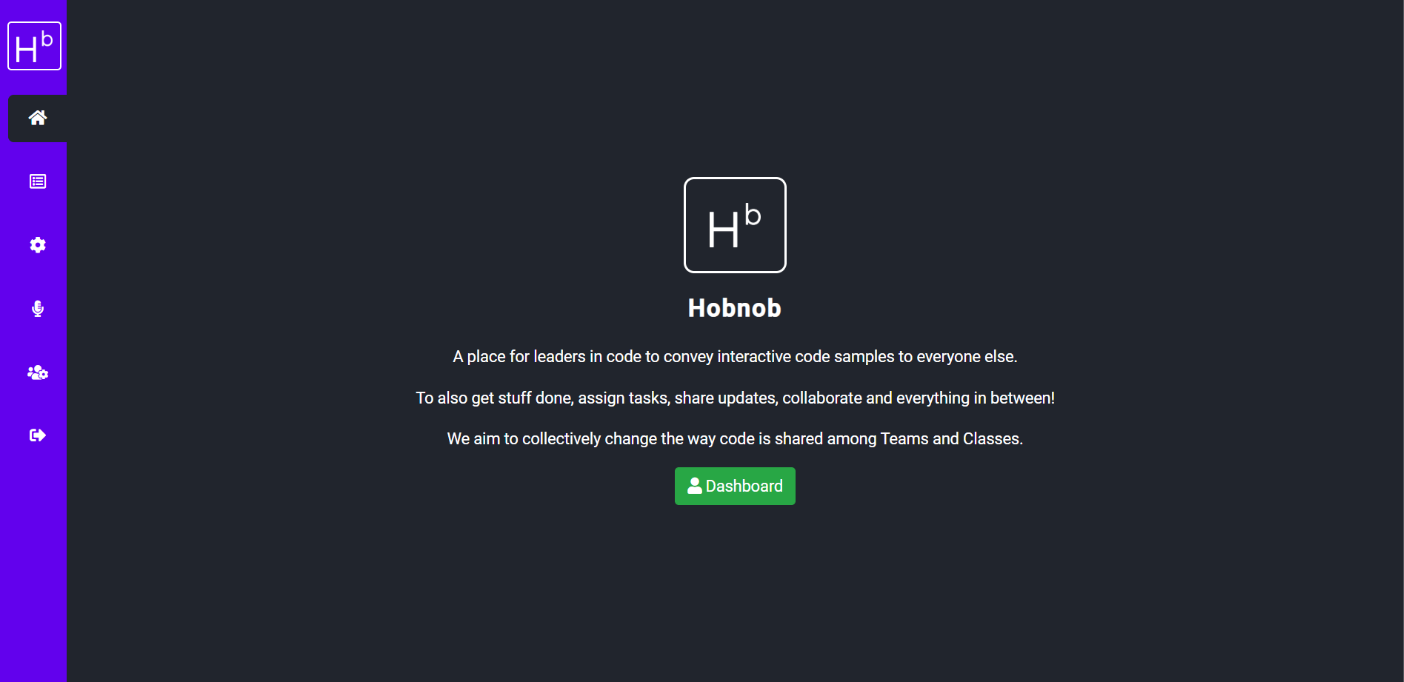 Hb
Hb
Hobnob
A place for leaders in code to convey interactive code samples to everyone else.
To also get stuff done, assign tasks, share updates, collaborate and everything in between!
We aim to collectively change the way code is shared among Teams and Classes.
Dashboard